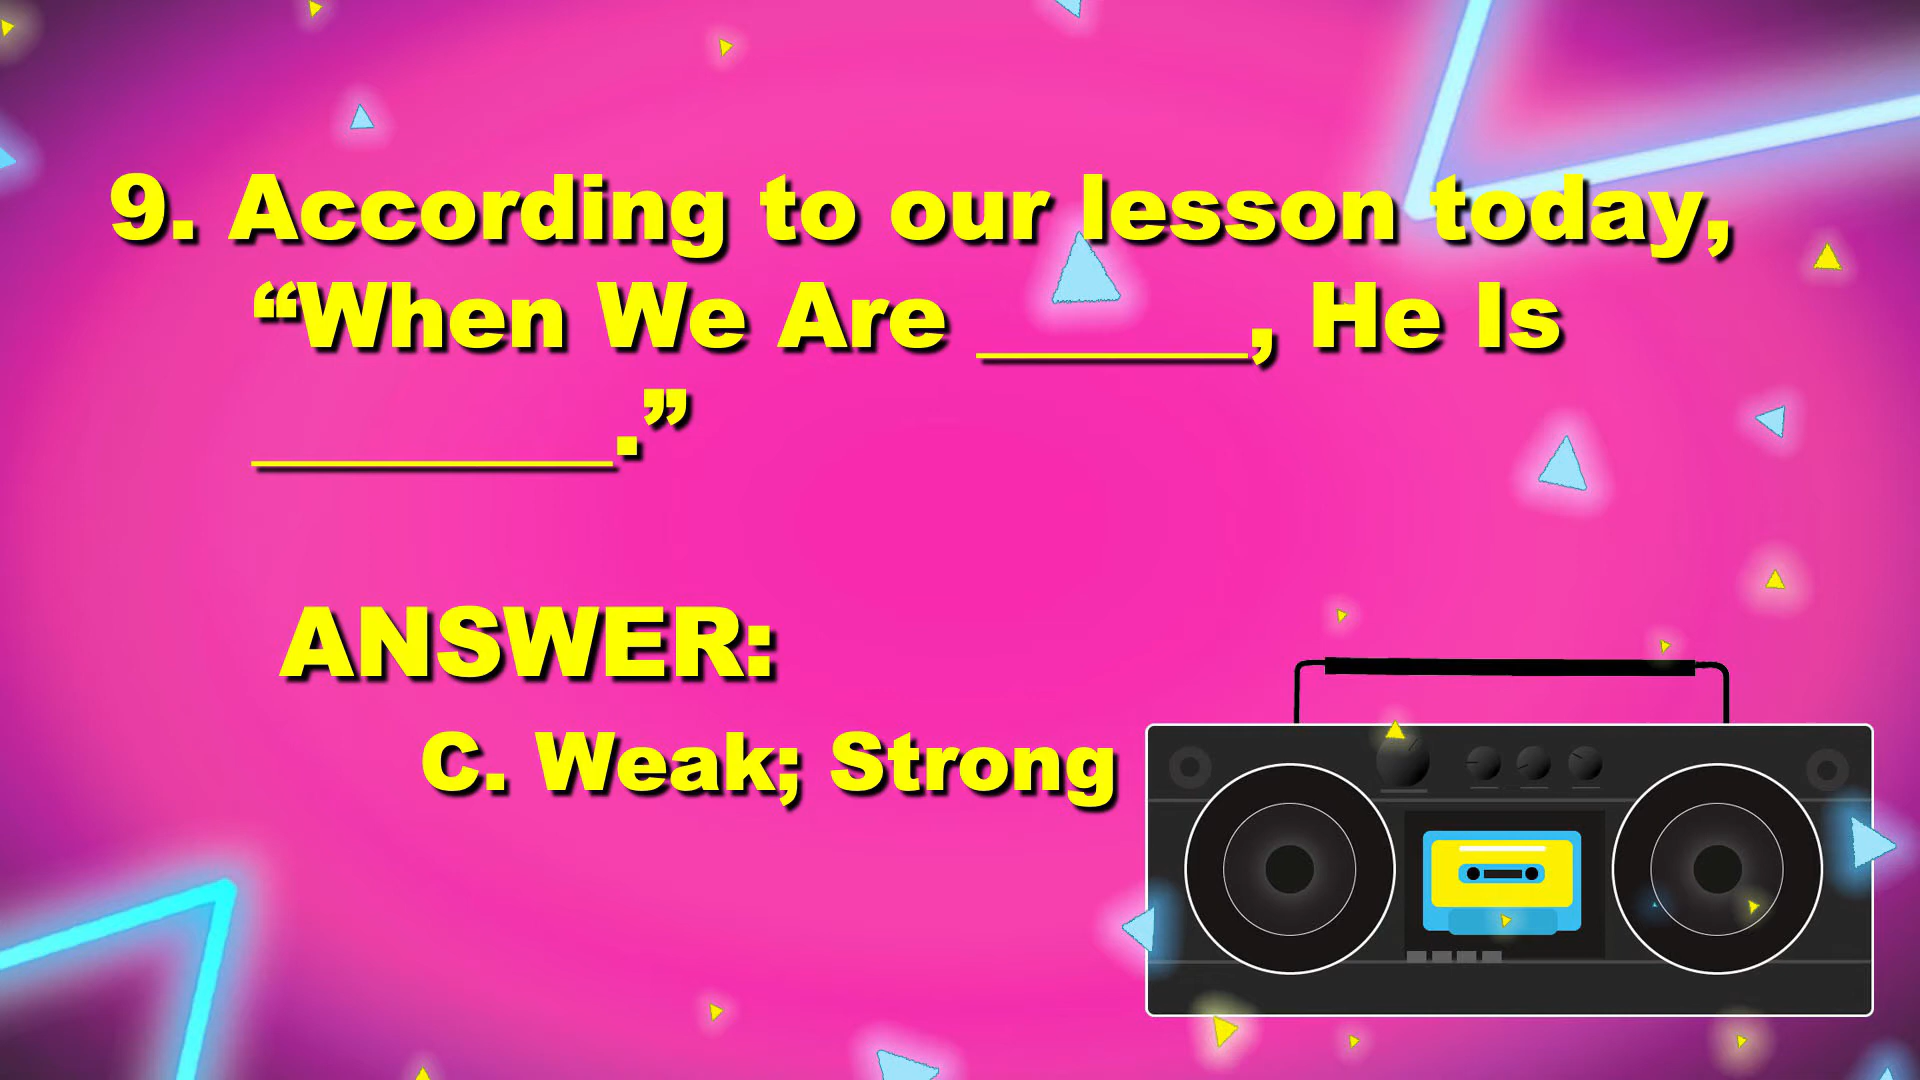 9. According to our lesson today,
“When We Are ______, He Is
________.”
ANSWER:
C. Weak; Strong